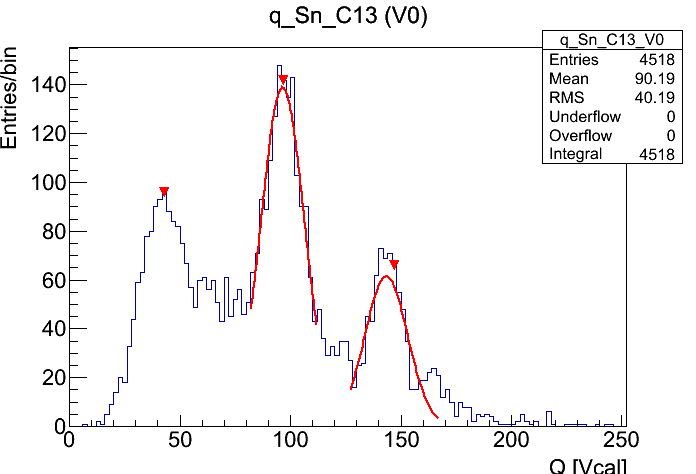 q_Sn_C13 (V0)
Entries/bin
q_Sn_C13_V0
Entries 4518
Mean 90.19
RMS 40.19
Underflow 0
Overflow 0
Integral 4518
140
120
100
80
60
40
20
0
0 50 100 150 200 250
Q [Vcal]